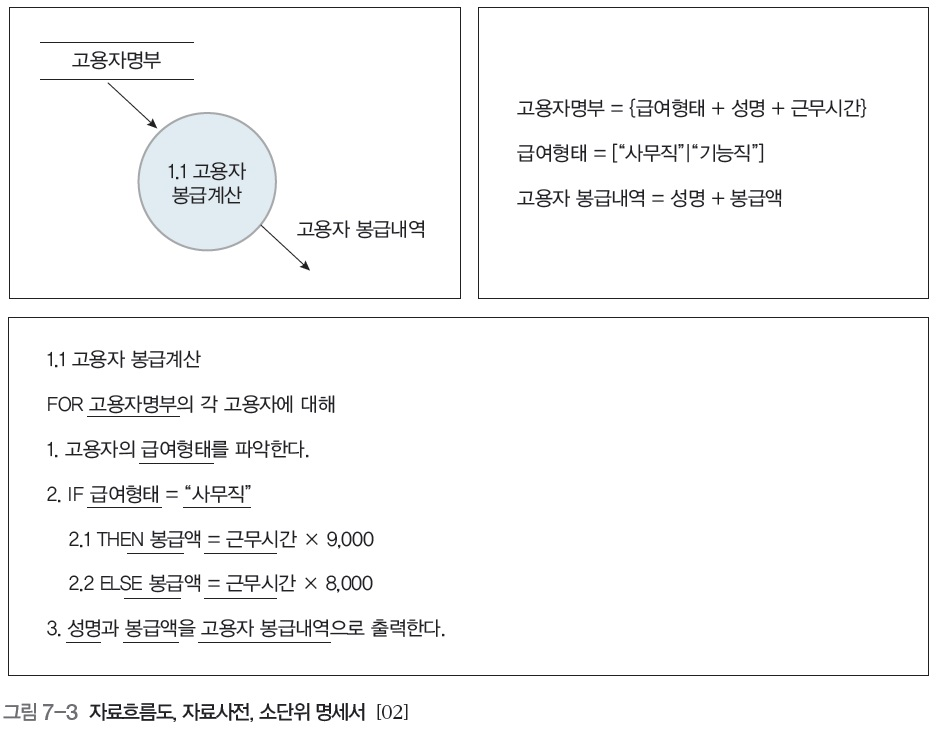 고용자명부
1.1 고용자
봉급계산
고용자 봉급내역
고용자명부 = {급여형태 + 성명 + 근무시간}
급여형태 = [“사무직”|“기능직”]
고용자 봉급내역 = 성명 + 봉급액
1.1 고용자 봉급계산
FOR 고용자명부의 각 고용자에 대해
1. 고용자의 급여형태를 파악한다.
2. IF 급여형태 = “사무직”
2.1 THEN 봉급액 = 근무시간 × 9,000
2.2 ELSE 봉급액 = 근무시간 × 8,000
3. 성명과 봉급액을 고용자 봉급내역으로 출력한다.
그림 7-3 자료흐름도, 자료사전, 소단위 명세서 [02]